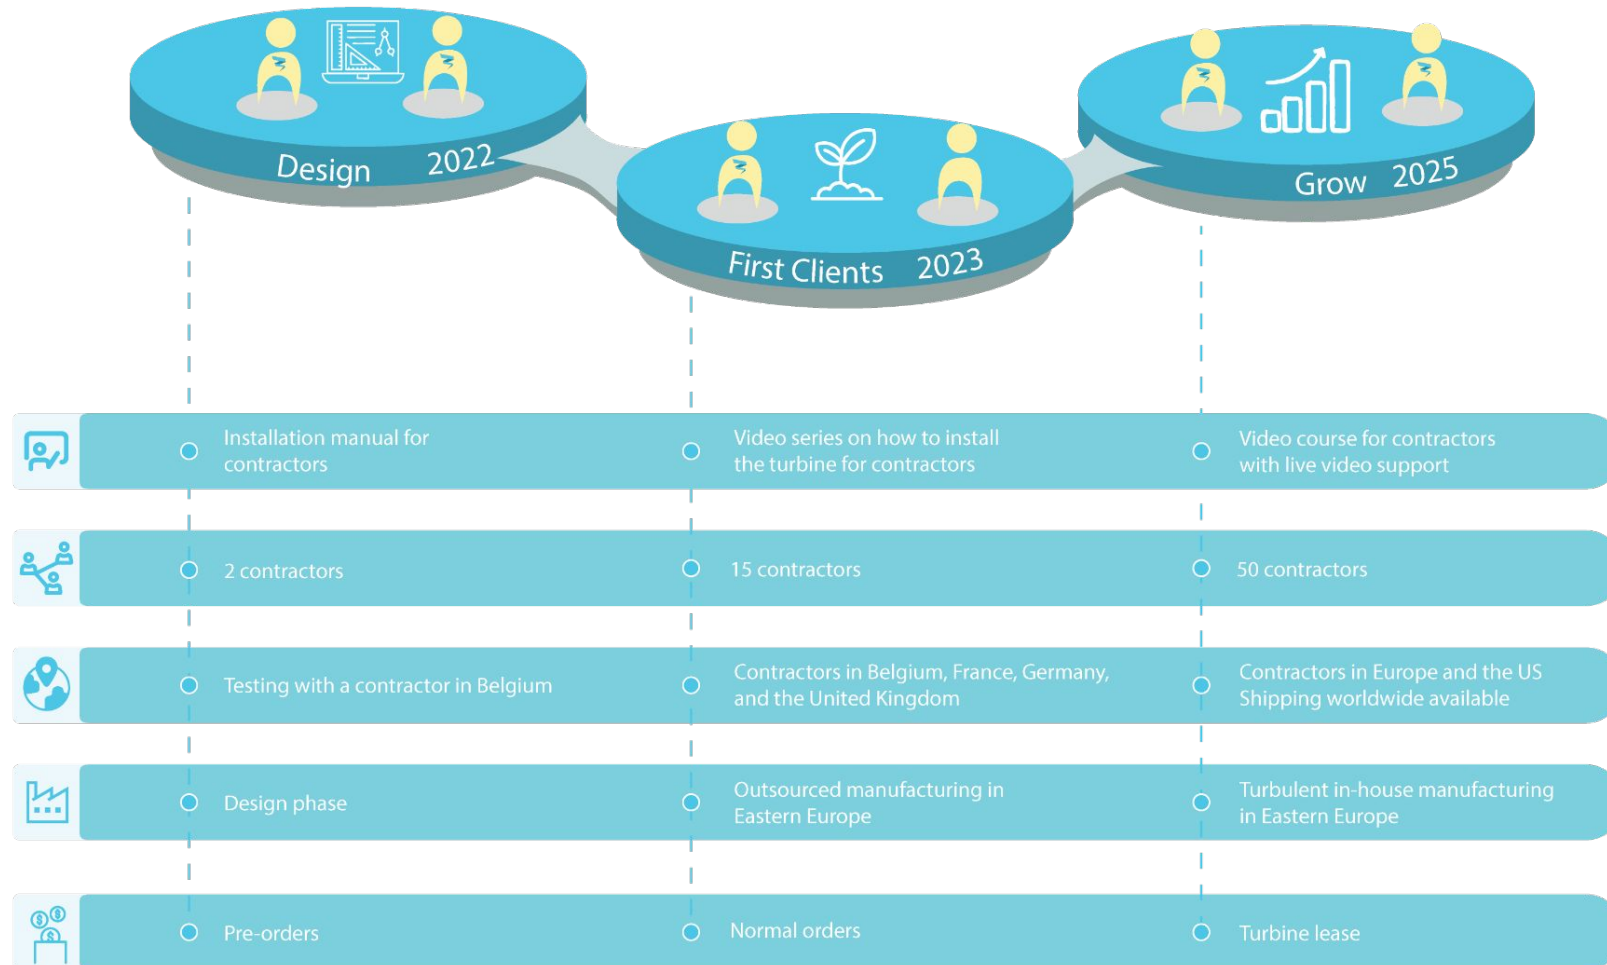 Design 2022
First Clients 2023
Grow 2025
Installation manual for
contractors
Video series on how to install
the turbine for contractors
Video course for contractors
with live video support
2 contractors
15 contractors
50 contractors
Testing with a contractor in Belgium
Contractors in Belgium, France, Germany,
and the United Kingdom
Contractors in Europe and the US
Shipping worldwide available
Design phase
Outsourced manufacturing in
Eastern Europe
Turbulent in-house manufacturing
in Eastern Europe
$ $
$
Pre-orders
Normal orders
Turbine lease